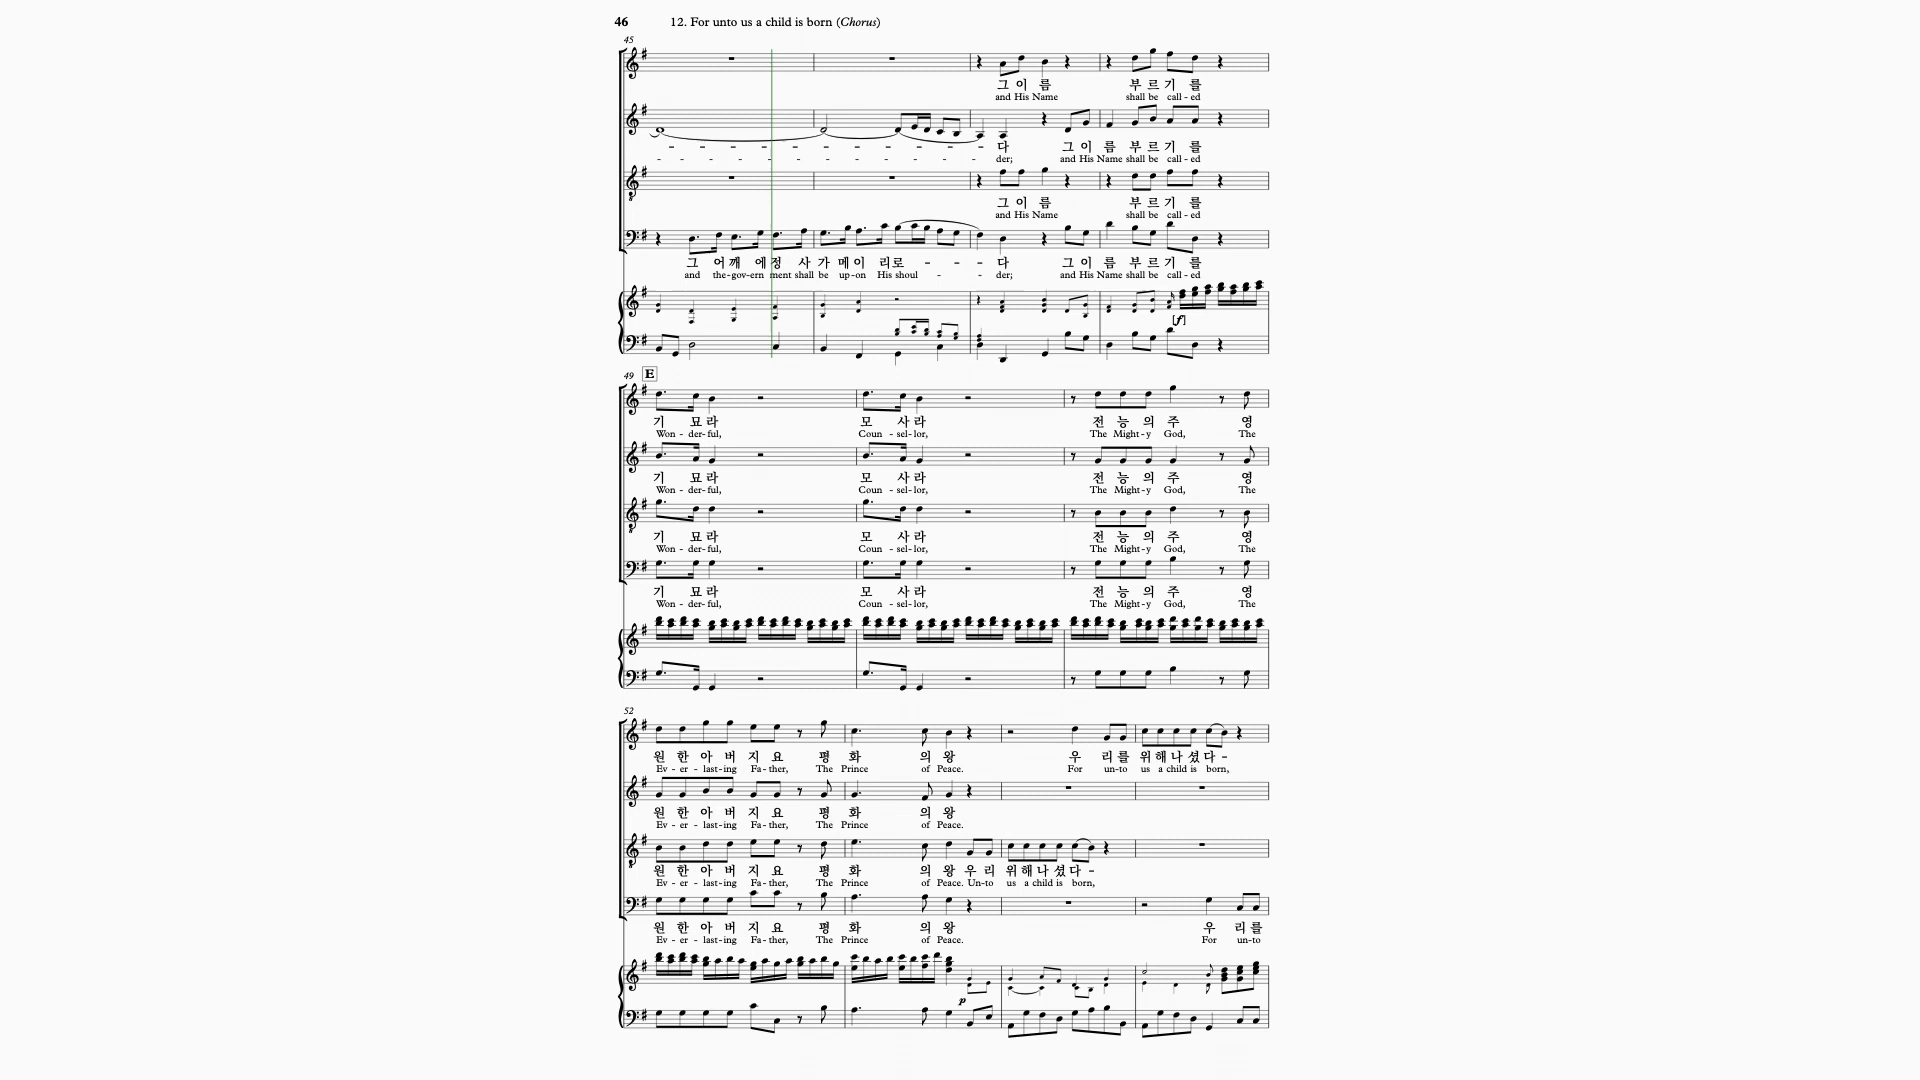 46 12. For unto us a child is born (Chorus)
45
그 이 름 부 르 기 를
and His Name shall be call - ed
- - - - - - - - - 다 그 이 름 부 르 기 를
- - - - - - - - - der; and His Name shall be call - ed
그 이 름 부 르 기 를
and His Name shall be call - ed
그 어 깨 에 정 사 가 메 이 리 로 - - - 다 그 이 름 부 르 기 를
and the - gov - ern ment shall be up - on His shoul - - - der; and His Name shall be call - ed
[f]
49 E
기 묘 라 모 사 라 전 능 의 주 영
Won - der - ful, Coun - sel - lor, The Might - y God, The
기 묘 라 모 사 라 전 능 의 주 영
Won - der - ful, Coun - sel - lor, The Might - y God, The
기 묘 라 모 사 라 전 능 의 주 영
Won - der - ful, Coun - sel - lor, The Might - y God, The
기 묘 라 모 사 라 전 능 의 주 영
Won - der - ful, Coun - sel - lor, The Might - y God, The
52
원 한 아 버 지 요 평 화 의 왕 우 리 를 위 해 나 셨 다 -
Ev - er - last - ing Fa - ther, The Prince of Peace. For un-to us a child is born,
원 한 아 버 지 요 평 화 의 왕
Ev - er - last - ing Fa - ther, The Prince of Peace.
원 한 아 버 지 요 평 화 의 왕 우 리 위 해 나 셨 다 -
Ev - er - last - ing Fa - ther, The Prince of Peace. Un-to us a child is born,
원 한 아 버 지 요 평 화 의 왕 우 리 를
Ev - er - last - ing Fa - ther, The Prince of Peace. For un-to
p